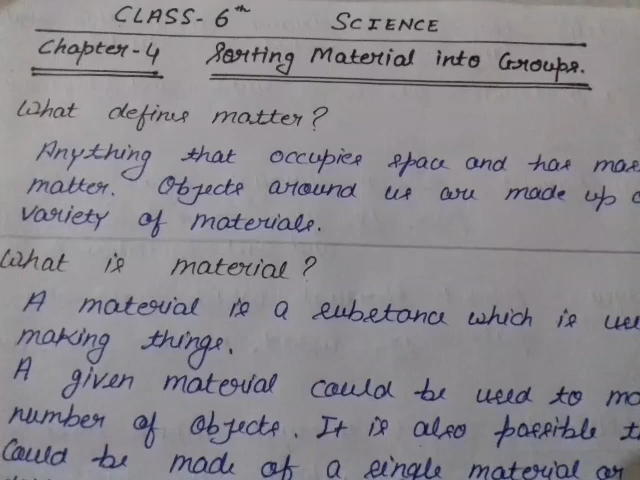 CLASS-6th SCIENCE
Chapter-4 Sorting Material into Groups.
What defines matter?
Anything that occupies space and has mas
matter. Objects around us are made up o
variety of materials.
What is material?
A material is a substance which is use
making things.
A given material could be used to ma
number of objects. It is also possible t
could be made of a single material or